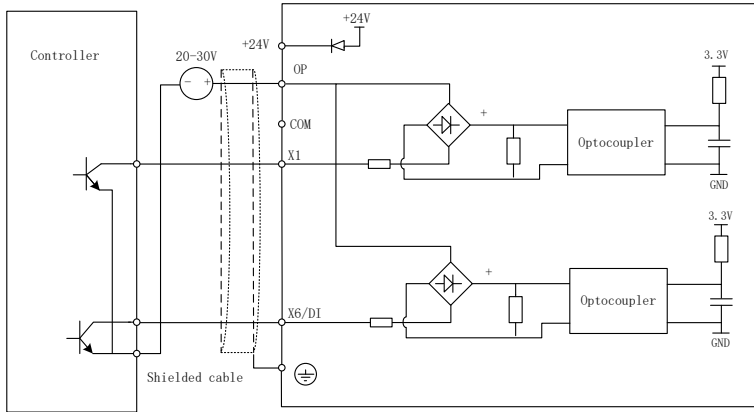 Controller
20-30V
- +
+24V
+24V
OP
COM
X1
+
Optocoupler
3.3V
GND
X6/DI
+
Optocoupler
3.3V
GND
Shielded cable